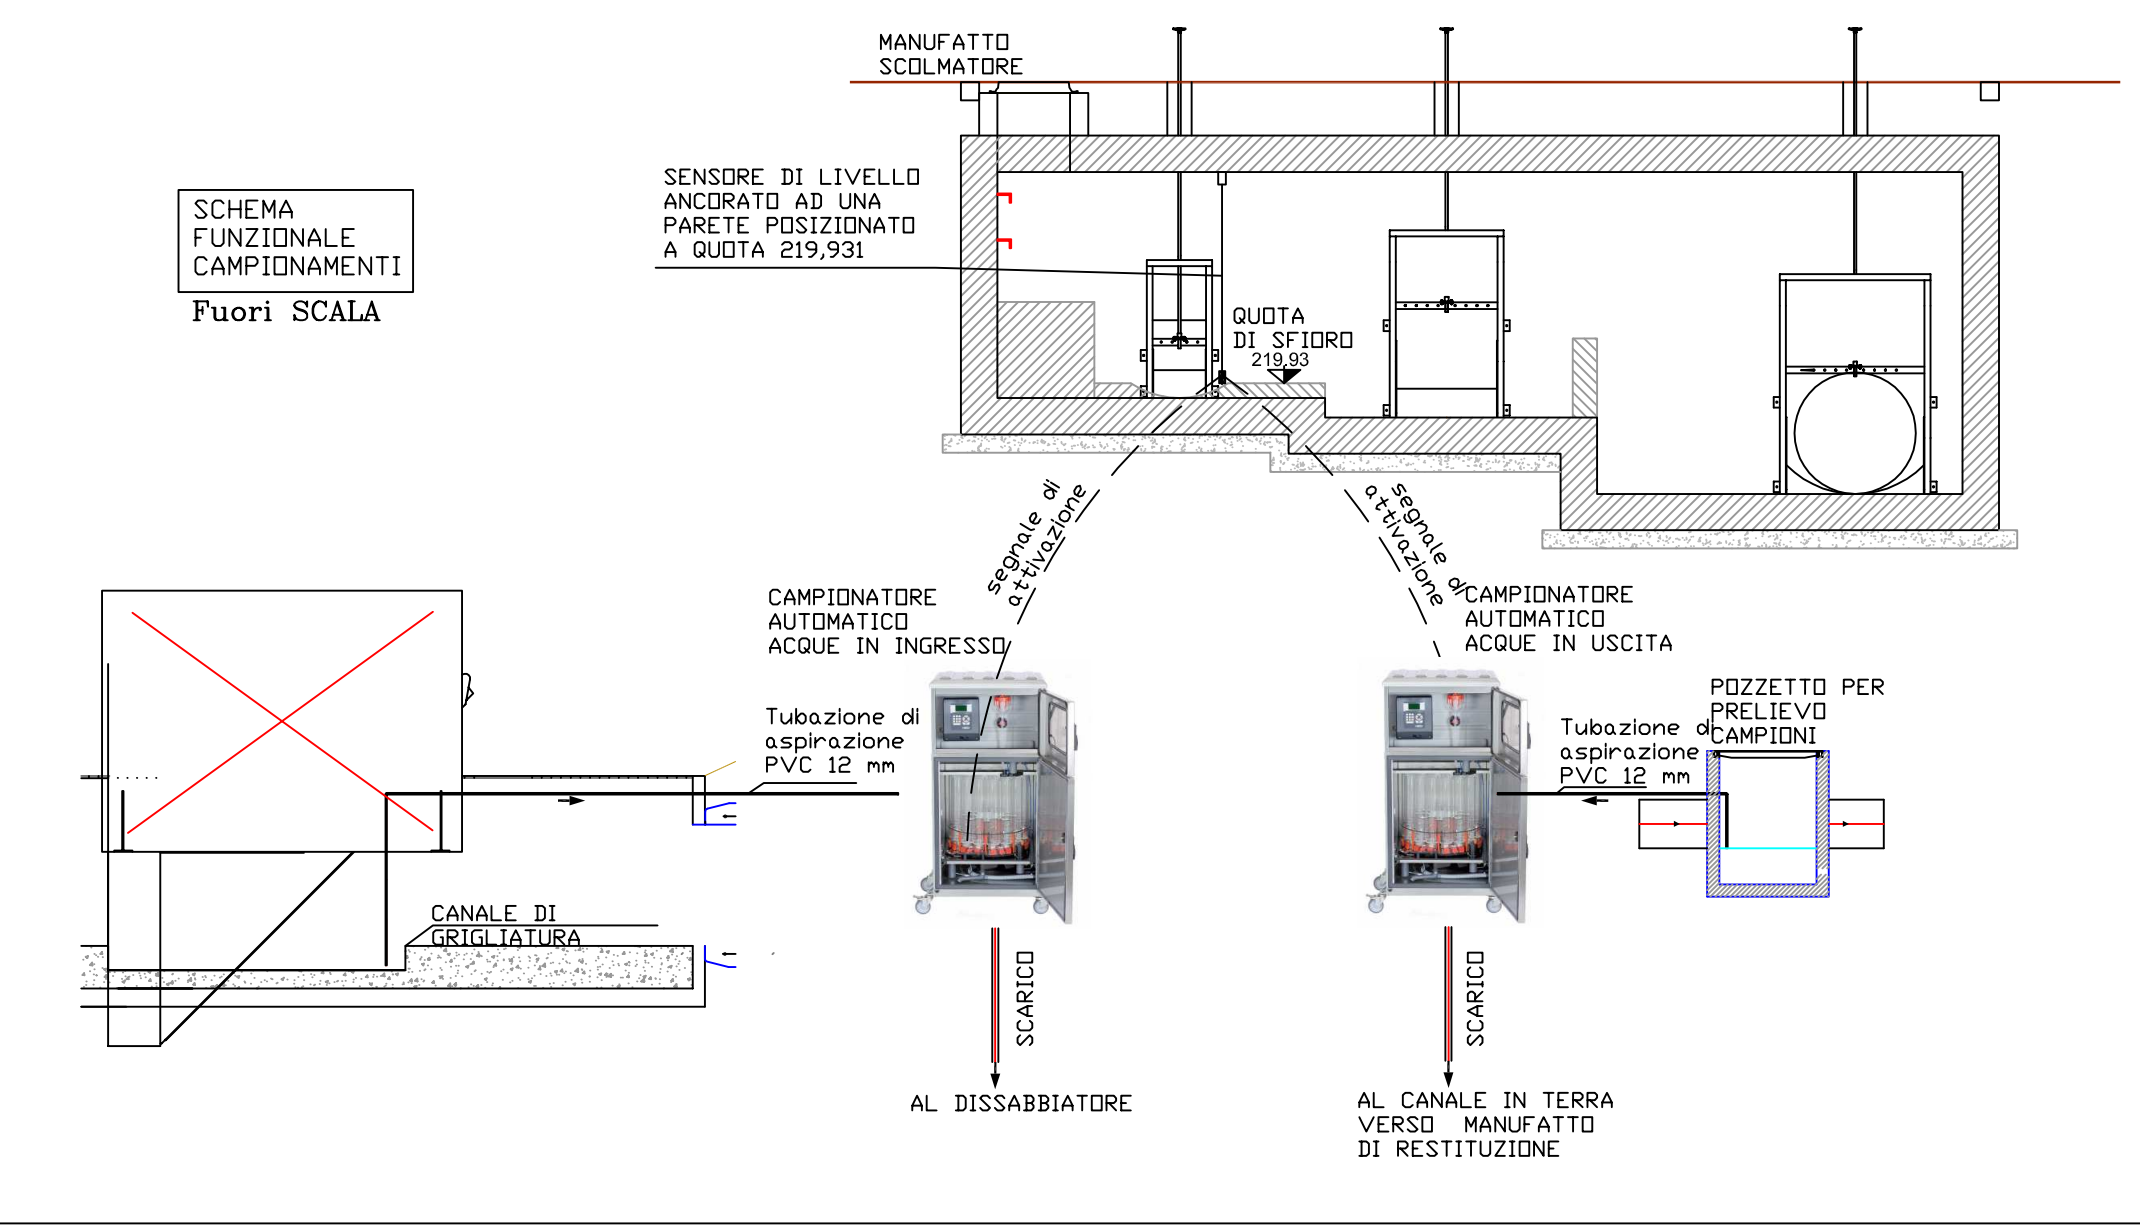 MANUFATTO
SCOLMATORE
SENSORE DI LIVELLO
ANCORATO AD UNA
PARETE POSIZIONATO
A QUOTA 219,931
SCHEMA
FUNZIONALE
CAMPIONAMENTI
Fuori SCALA
QUOTA
DI SFIORO
219,93
segnale di
attivazione
segnale di
attivazione
CAMPIONATORE
AUTOMATICO
ACQUE IN INGRESSO
CAMPIONATORE
AUTOMATICO
ACQUE IN USCITA
Tubazione di
aspirazione
PVC 12 mm
Tubazione di
aspirazione
PVC 12 mm
POZZETTO PER
PRELIEVO
CAMPIONI
CANALE DI
GRIGLIATURA
SCARICO
SCARICO
AL DISSABBIATORE
AL CANALE IN TERRA
VERSO MANUFATTO
DI RESTITUZIONE